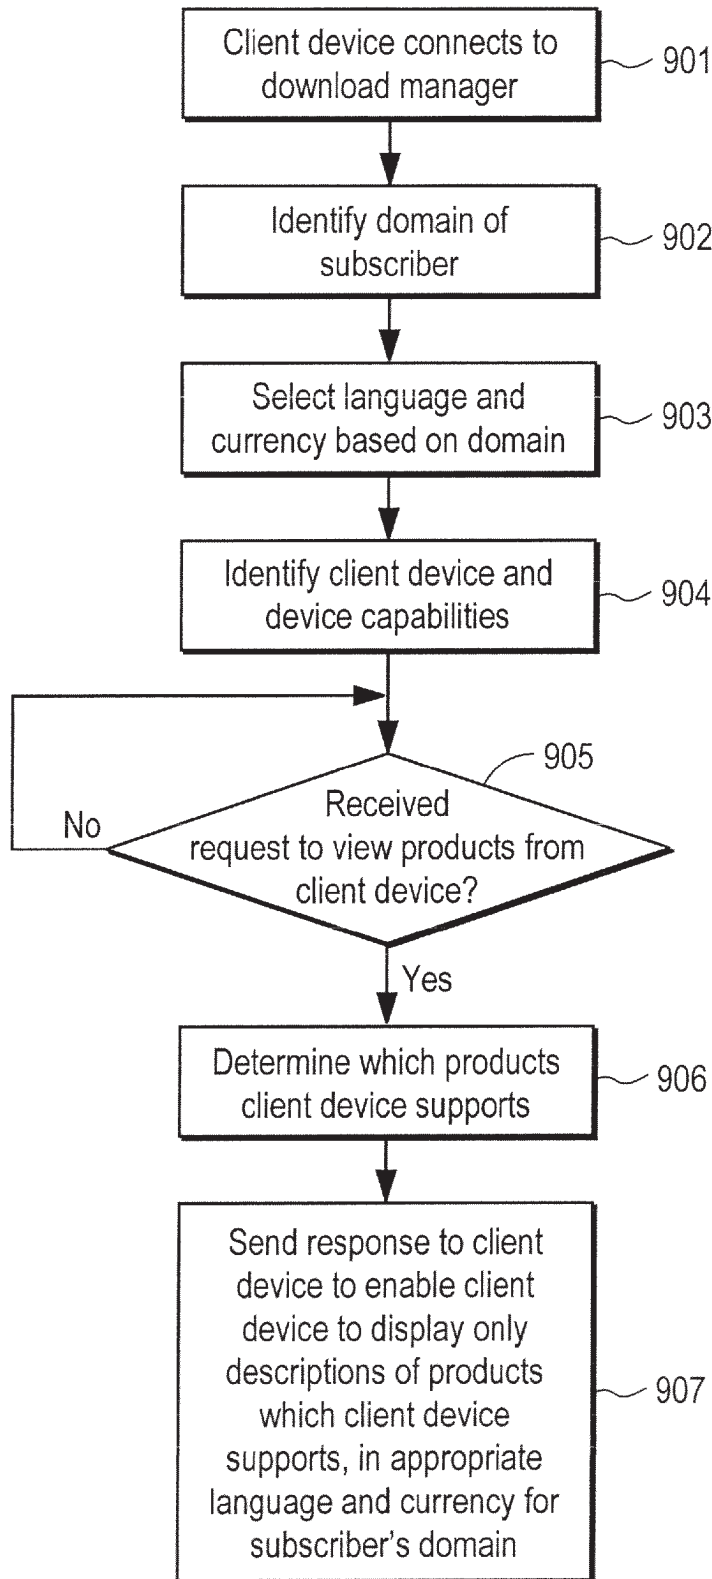 Client device connects to
download manager
901
Identify domain of
subscriber
902
Select language and
currency based on domain
903
Identify client device and
device capabilities
904
905
Received
request to view products from
client device?
No
Yes
Determine which products
client device supports
906
Send response to client
device to enable client
device to display only
descriptions of products
which client device
supports, in appropriate
language and currency for
subscriber's domain
907